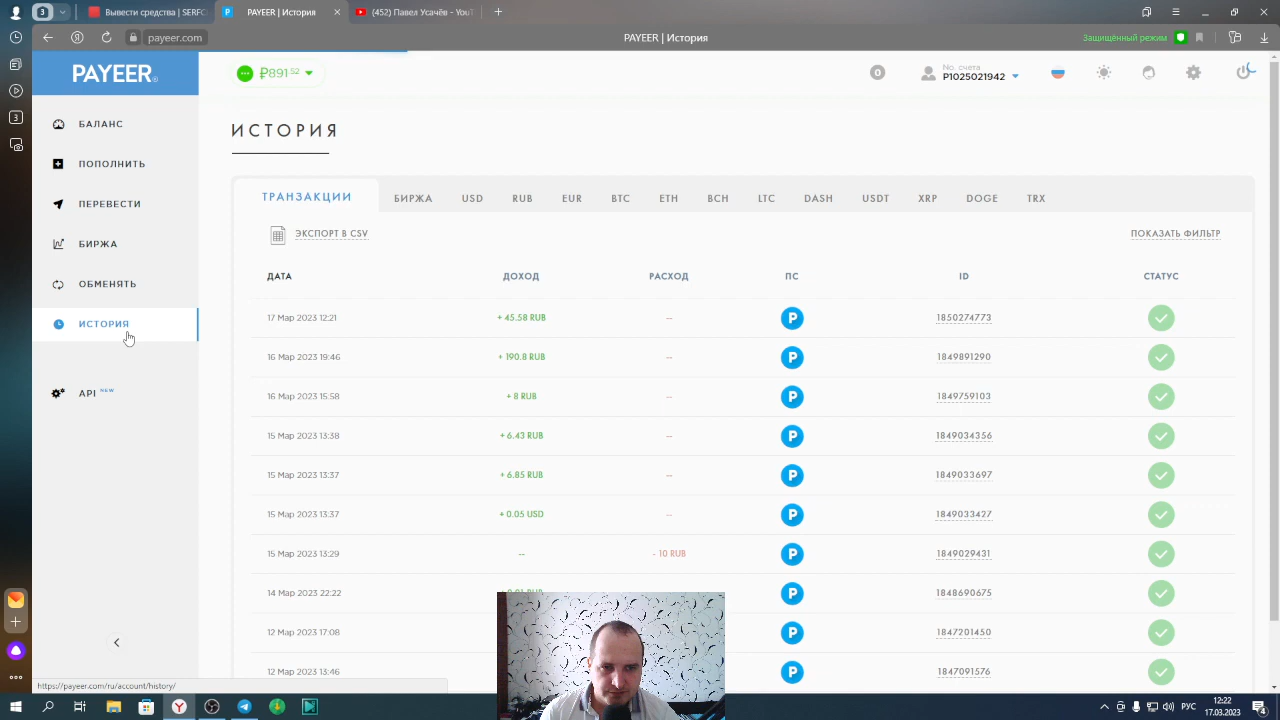 3
Вывести средства | SERFC
PAYEER | История
(452) Павел Усачёв - You
payeer.com
PAYEER | История
Защищённый режим
PAYEER
₽891.52
0
No. счета
P1025021942
БАЛАНС
ПОПОЛНИТЬ
ПЕРЕВЕСТИ
БИРЖА
ОБМЕНЯТЬ
ИСТОРИЯ
API NEW
ИСТОРИЯ
ТРАНЗАКЦИИ БИРЖА USD RUB EUR BTC ETH BCH LTC DASH USDT XRP DOGE TRX
ЭКСПОРТ В CSV
ПОКАЗАТЬ ФИЛЬТР
ДАТА ДОХОД РАСХОД ПС ID СТАТУС
17 Мар 2023 12:21 + 45.58 RUB -- P 1850274773
16 Мар 2023 19:46 + 190.8 RUB -- P 1849891290
16 Мар 2023 15:58 + 8 RUB -- P 1849759103
15 Мар 2023 13:38 + 6.43 RUB -- P 1849034356
15 Мар 2023 13:37 + 6.85 RUB -- P 1849033697
15 Мар 2023 13:37 + 0.05 USD -- P 1849033427
15 Мар 2023 13:29 -- - 10 RUB P 1849029431
14 Мар 2023 22:22 P 1848690675
12 Мар 2023 17:08 P 1847201450
12 Мар 2023 13:46 P 1847091576
3
https://payeer.com/ru/account/history/
РУС
12:22
17.03.2023